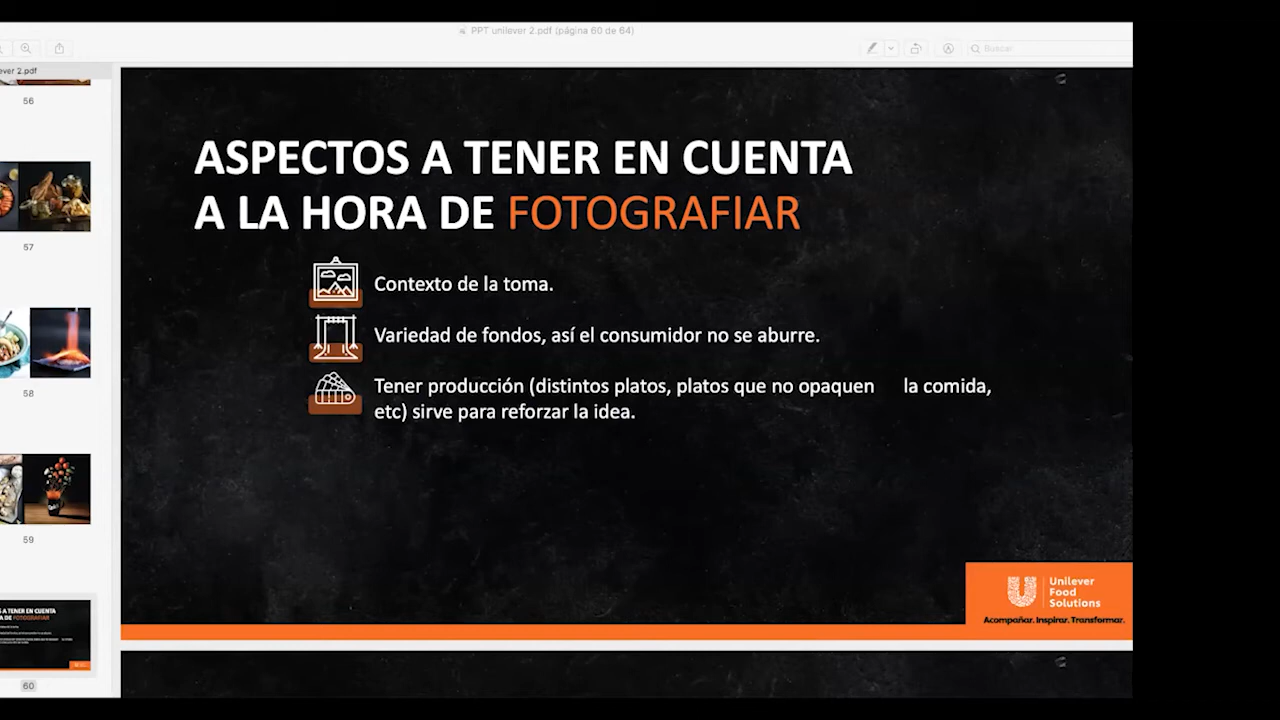 PPT unilever 2.pdf (página 60 de 64)
Buscar
ever 2.pdf
56
57
58
59
60
ASPECTOS A TENER EN CUENTA
A LA HORA DE FOTOGRAFIAR
Contexto de la toma.
Variedad de fondos, así el consumidor no se aburre.
Tener producción (distintos platos, platos que no opaquen la comida,
etc) sirve para reforzar la idea.
Unilever
Food
Solutions
Acompañar. Inspirar. Transformar.